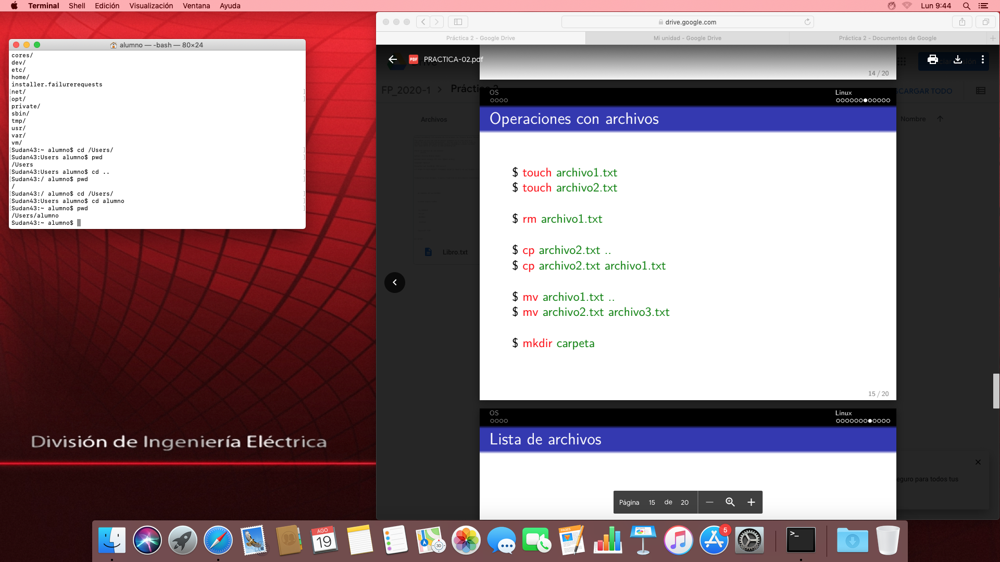 Terminal Shell Edición Visualización Ventana Ayuda
Lun 9:44
alumno — -bash — 80×24
cores/
dev/
etc/
home/
installer.failurerequests
[net/ ]
[opt/ ]
private/
sbin/
tmp/
usr/
var/
vm/
[Sudan43:~ alumno$ cd /Users/ ]
[Sudan43:Users alumno$ pwd ]
/Users
[Sudan43:Users alumno$ cd .. ]
[Sudan43:/ alumno$ pwd ]
/
[Sudan43:/ alumno$ cd /Users/ ]
[Sudan43:Users alumno$ cd alumno ]
[Sudan43:~ alumno$ pwd ]
/Users/alumno
Sudan43:~ alumno$
División de Ingeniería Eléctrica
drive.google.com
Práctica 2 - Google Drive
Mi unidad - Google Drive
Práctica 2 - Documentos de Google
PDF PRACTICA-02.pdf
14 / 20
FP_2020-1 > Práctica 2
CARGAR TODO
Archivos
Nombre
Libro.txt
OS
Linux
Operaciones con archivos
$ touch archivo1.txt
$ touch archivo2.txt
$ rm archivo1.txt
$ cp archivo2.txt ..
$ cp archivo2.txt archivo1.txt
$ mv archivo1.txt ..
$ mv archivo2.txt archivo3.txt
$ mkdir carpeta
15 / 20
OS
Linux
Lista de archivos
eguro para todos tus
Página 15 de 20
AGO
19
3D
PAGES
5
>_